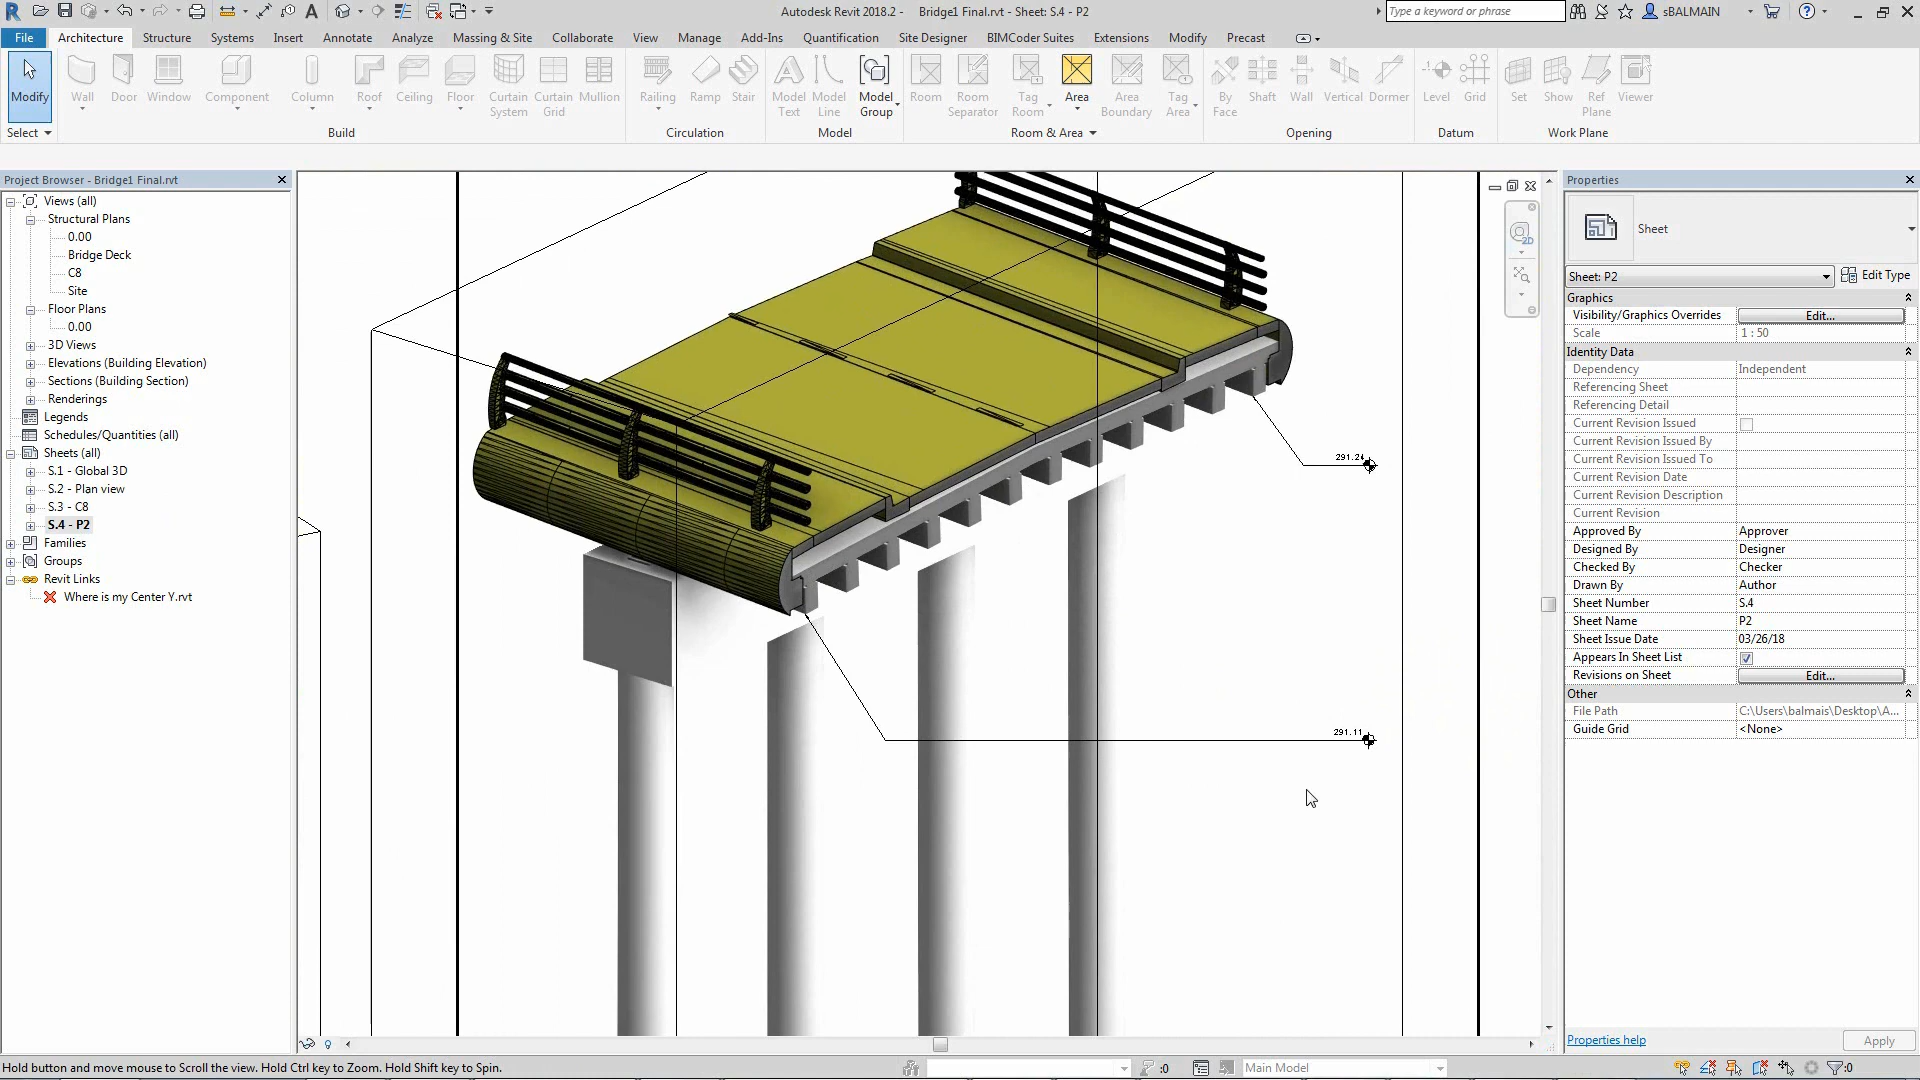 Autodesk Revit 2018.2 - Bridge1 Final.rvt - Sheet: S.4 - P2
Type a keyword or phrase
sBALMAIN
File Architecture Structure Systems Insert Annotate Analyze Massing & Site Collaborate View Manage Add-Ins Quantification Site Designer BIMCoder Suites Extensions Modify Precast
Modify Wall Door Window Component Column Roof Ceiling Floor Curtain System Curtain Grid Mullion Railing Ramp Stair Model Text Model Line Model Group Room Room Separator Tag Room Area Area Boundary Tag Area By Face Shaft Wall Vertical Dormer Level Grid Set Show Ref Plane Viewer
Select Build Circulation Model Room & Area Opening Datum Work Plane
Project Browser - Bridge1 Final.rvt
Views (all)
Structural Plans
0.00
Bridge Deck
C8
Site
Floor Plans
0.00
3D Views
Elevations (Building Elevation)
Sections (Building Section)
Renderings
Legends
Schedules/Quantities (all)
Sheets (all)
S.1 - Global 3D
S.2 - Plan view
S.3 - C8
S.4 - P2
Families
Groups
Revit Links
Where is my Center Y.rvt
2D
291.11
Properties
Sheet
Sheet: P2
Edit Type
Graphics
Visibility/Graphics Overrides Edit...
Scale 1 : 50
Identity Data
Dependency Independent
Referencing Sheet
Referencing Detail
Current Revision Issued
Current Revision Issued By
Current Revision Issued To
Current Revision Date
Current Revision Description
Current Revision
Approved By Approver
Designed By Designer
Checked By Checker
Drawn By Author
Sheet Number S.4
Sheet Name P2
Sheet Issue Date 03/26/18
Appears In Sheet List
Revisions on Sheet Edit...
Other
File Path C:\Users\balmais\Desktop\A...
Guide Grid <None>
Properties help Apply
Hold button and move mouse to Scroll the view. Hold Ctrl key to Zoom. Hold Shift key to Spin.
:0
Main Model
:0